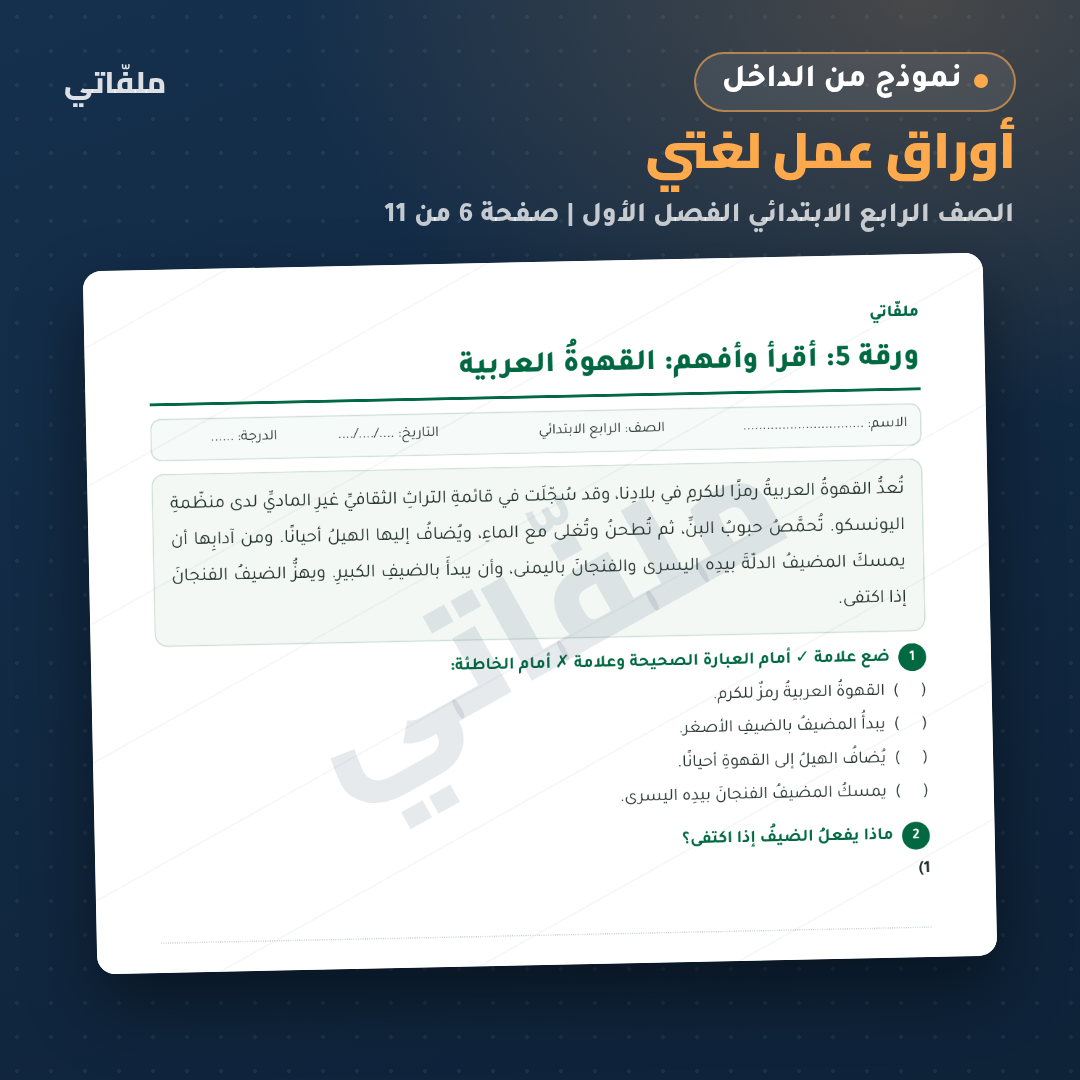 نموذج من الداخل
ملفّاتي
أوراق عمل لغتي
الصف الرابع الابتدائي الفصل الأول | صفحة 6 من 11
ملفّاتي
ورقة 5: أقرأ وأفهم: القهوةُ العربية
الاسم: .............................. الصف: الرابع الابتدائي التاريخ: ..../..../.... الدرجة: ......
تُعدُّ القهوةُ العربيةُ رمزًا للكرمِ في بلادِنا، وقد سُجّلَت في قائمةِ التراثِ الثقافيِّ غيرِ الماديِّ لدى منظّمةِ
اليونسكو. تُحمَّصُ حبوبُ البنِّ، ثم تُطحنُ وتُغلى مع الماءِ، ويُضافُ إليها الهيلُ أحيانًا. ومن آدابِها أن
يمسكَ المضيفُ الدلّةَ بيدِه اليسرى والفنجانَ باليمنى، وأن يبدأَ بالضيفِ الكبيرِ. ويهزُّ الضيفُ الفنجانَ
إذا اكتفى.
1 ضع علامة ✓ أمام العبارة الصحيحة وعلامة ✗ أمام الخاطئة:
( ) القهوةُ العربيةُ رمزٌ للكرم.
( ) يبدأُ المضيفُ بالضيفِ الأصغر.
( ) يُضافُ الهيلُ إلى القهوةِ أحيانًا.
( ) يمسكُ المضيفُ الفنجانَ بيدِه اليسرى.
2 ماذا يفعلُ الضيفُ إذا اكتفى؟
1)
ملفّاتي